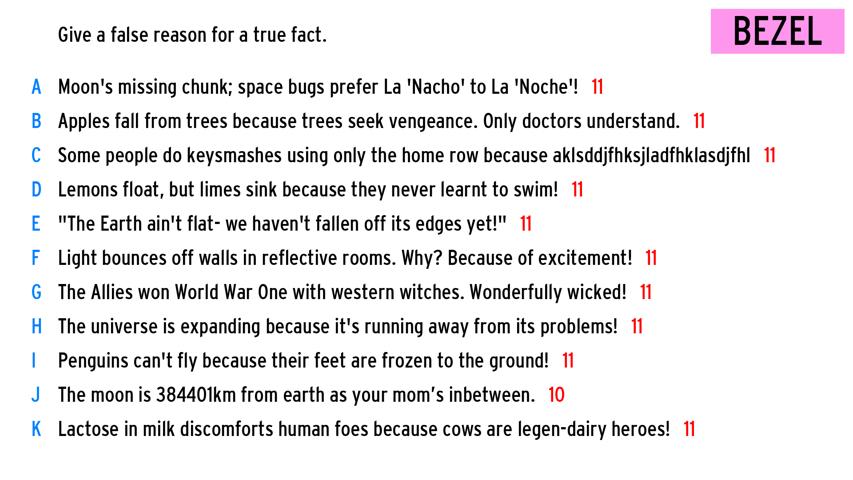 Give a false reason for a true fact.
BEZEL
A Moon's missing chunk; space bugs prefer La 'Nacho' to La 'Noche'! 11
B Apples fall from trees because trees seek vengeance. Only doctors understand. 11
C Some people do keysmashes using only the home row because aklsddjfhksjladfhklasdjfhl 11
D Lemons float, but limes sink because they never learnt to swim! 11
E "The Earth ain't flat- we haven't fallen off its edges yet!" 11
F Light bounces off walls in reflective rooms. Why? Because of excitement! 11
G The Allies won World War One with western witches. Wonderfully wicked! 11
H The universe is expanding because it's running away from its problems! 11
I Penguins can't fly because their feet are frozen to the ground! 11
J The moon is 384401km from earth as your mom’s inbetween. 10
K Lactose in milk discomforts human foes because cows are legen-dairy heroes! 11